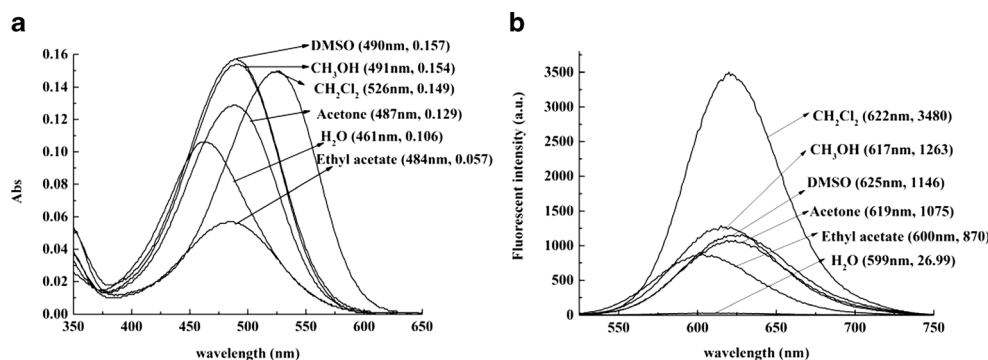 a
DMSO (490nm, 0.157)
CH3OH (491nm, 0.154)
CH2Cl2 (526nm, 0.149)
Acetone (487nm, 0.129)
H2O (461nm, 0.106)
Ethyl acetate (484nm, 0.057)
0.16
0.14
0.12
0.10
0.08
0.06
0.04
0.02
0.00
Abs
350 400 450 500 550 600 650
wavelength (nm)
b
3500
3000
2500
2000
1500
1000
500
0
Fluorescent intensity (a.u.)
CH2Cl2 (622nm, 3480)
CH3OH (617nm, 1263)
DMSO (625nm, 1146)
Acetone (619nm, 1075)
Ethyl acetate (600nm, 870)
H2O (599nm, 26.99)
550 600 650 700 750
wavelength (nm)